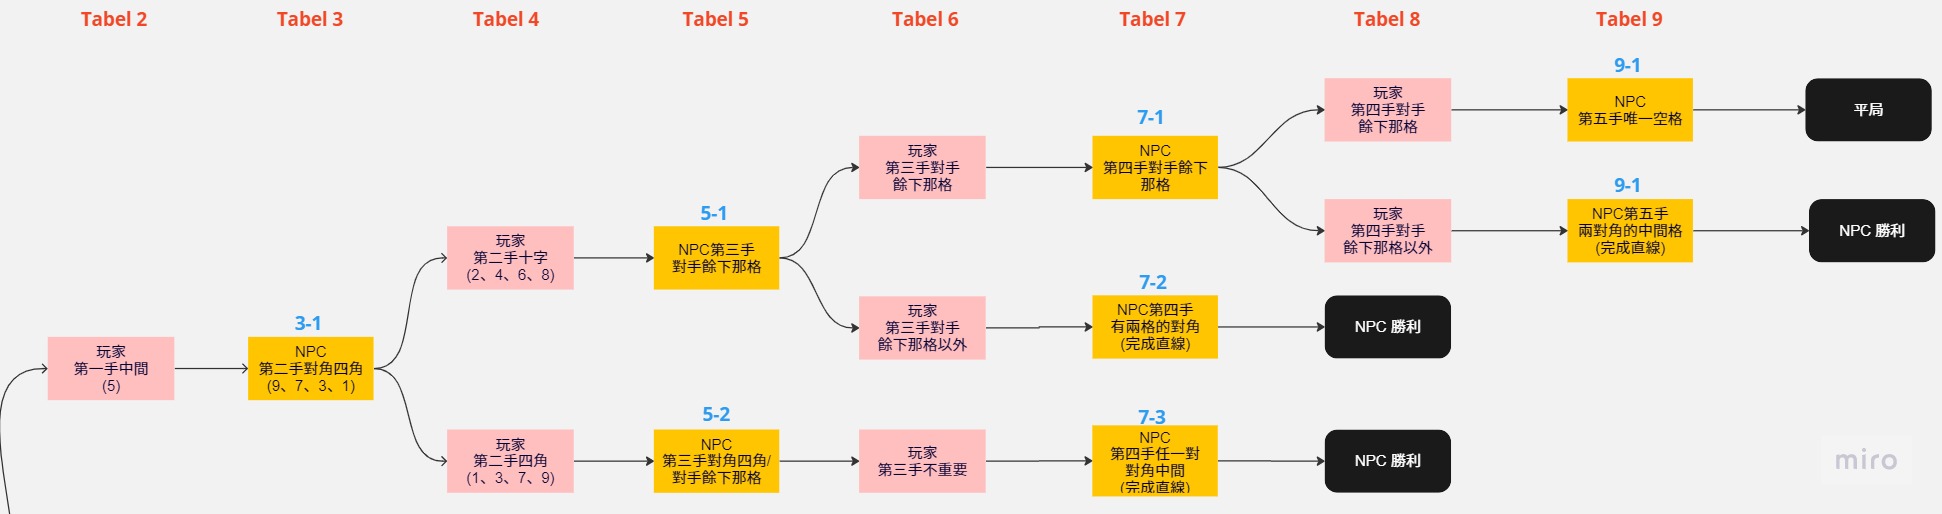 Tabel 2
Tabel 3
Tabel 4
Tabel 5
Tabel 6
Tabel 7
Tabel 8
Tabel 9
玩家
第一手中間
(5)
3-1
NPC
第二手對角四角
(9、7、3、1)
玩家
第二手十字
(2、4、6、8)
5-1
NPC第三手
對手餘下那格
玩家
第三手對手
餘下那格
7-1
NPC
第四手對手餘下
那格
玩家
第四手對手
餘下那格
9-1
NPC
第五手唯一空格
平局
玩家
第四手對手
餘下那格以外
9-1
NPC第五手
兩對角的中間格
(完成直線)
NPC 勝利
玩家
第三手對手
餘下那格以外
7-2
NPC第四手
有兩格的對角
(完成直線)
NPC 勝利
玩家
第二手四角
(1、3、7、9)
5-2
NPC
第三手對角四角/
對手餘下那格
玩家
第三手不重要
7-3
NPC
第四手任一對
對角中間
(完成直線)
NPC 勝利
miro